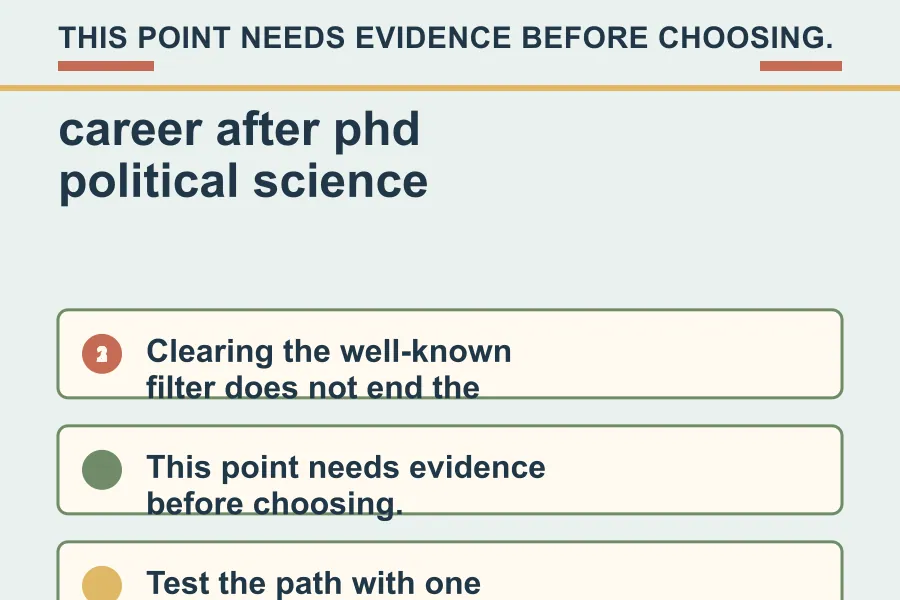 THIS POINT NEEDS EVIDENCE BEFORE CHOOSING.
career after phd
political science
Clearing the well-known
filter does not end the
This point needs evidence
before choosing.
Test the path with one